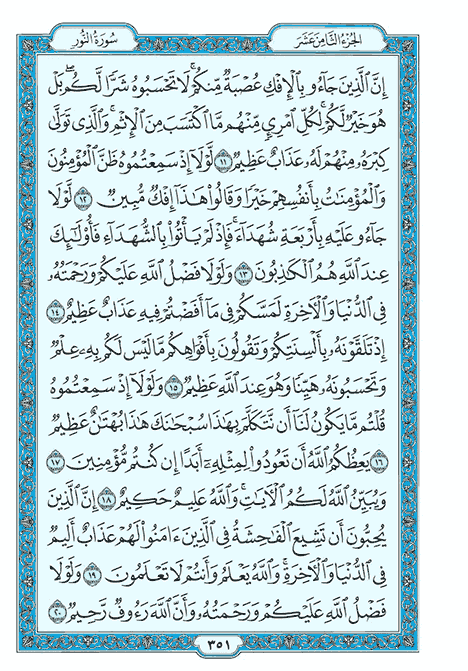 الجزء الثامن عشر
سورة النور
إِنَّ ٱلَّذِينَ جَآءُو بِٱلْإِفْكِ عُصْبَةٌ مِّنكُمْ ۚ لَا تَحْسَبُوهُ شَرًّا لَّكُم ۖ بَلْ
هُوَ خَيْرٌ لَّكُمْ ۚ لِكُلِّ ٱمْرِئٍ مِّنْهُم مَّا ٱكْتَسَبَ مِنَ ٱلْإِثْمِ ۚ وَٱلَّذِى تَوَلَّىٰ
كِبْرَهُۥ مِنْهُمْ لَهُۥ عَذَابٌ عَظِيمٌ ١١ لَّوْلَآ إِذْ سَمِعْتُمُوهُ ظَنَّ ٱلْمُؤْمِنُونَ
وَٱلْمُؤْمِنَٰتُ بِأَنفُسِهِمْ خَيْرًا وَقَالُوا۟ هَٰذَآ إِفْكٌ مُّبِينٌ ١٢ لَّوْلَا
جَآءُو عَلَيْهِ بِأَرْبَعَةِ شُهَدَآءَ ۚ فَإِذْ لَمْ يَأْتُوا۟ بِٱلشُّهَدَآءِ فَأُو۟لَٰٓئِكَ
عِندَ ٱللَّهِ هُمُ ٱلْكَٰذِبُونَ ١٣ وَلَوْلَا فَضْلُ ٱللَّهِ عَلَيْكُمْ وَرَحْمَتُهُۥ
فِى ٱلدُّنْيَا وَٱلْءَاخِرَةِ لَمَسَّكُمْ فِى مَآ أَفَضْتُمْ فِيهِ عَذَابٌ عَظِيمٌ ١٤
إِذْ تَلَقَّوْنَهُۥ بِأَلْسِنَتِكُمْ وَتَقُولُونَ بِأَفْوَاهِكُم مَّا لَيْسَ لَكُم بِهِۦ عِلْمٌ
وَتَحْسَبُونَهُۥ هَيِّنًا وَهُوَ عِندَ ٱللَّهِ عَظِيمٌ ١٥ وَلَوْلَآ إِذْ سَمِعْتُمُوهُ
قُلْتُم مَّا يَكُونُ لَنَآ أَن نَّتَكَلَّمَ بِهَٰذَا سُبْحَٰنَكَ هَٰذَا بُهْتَٰنٌ عَظِيمٌ
١٦ يَعِظُكُمُ ٱللَّهُ أَن تَعُودُوا۟ لِمِثْلِهِۦٓ أَبَدًا إِن كُنتُم مُّؤْمِنِينَ ١٧
وَيُبَيِّنُ ٱللَّهُ لَكُمُ ٱلْءَايَٰتِ ۚ وَٱللَّهُ عَلِيمٌ حَكِيمٌ ١٨ إِنَّ ٱلَّذِينَ
يُحِبُّونَ أَن تَشِيعَ ٱلْفَٰحِشَةُ فِى ٱلَّذِينَ ءَامَنُوا۟ لَهُمْ عَذَابٌ أَلِيمٌ
فِى ٱلدُّنْيَا وَٱلْءَاخِرَةِ ۚ وَٱللَّهُ يَعْلَمُ وَأَنتُمْ لَا تَعْلَمُونَ ١٩ وَلَوْلَا
فَضْلُ ٱللَّهِ عَلَيْكُمْ وَرَحْمَتُهُۥ وَأَنَّ ٱللَّهَ رَءُوفٌ رَّحِيمٌ ٢٠
٣٥١